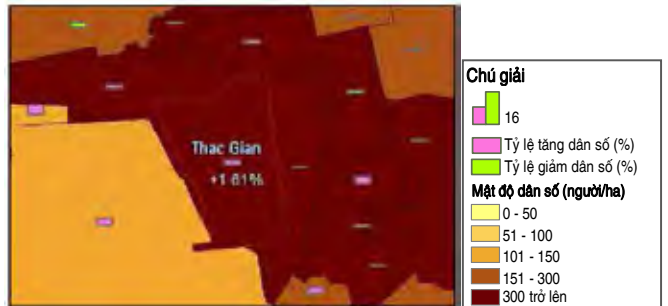 Thac Gian
+1.61%
Chú giải
16
Tỷ lệ tăng dân số (%)
Tỷ lệ giảm dân số (%)
Mật độ dân số (người/ha)
0 - 50
51 - 100
101 - 150
151 - 300
300 trở lên